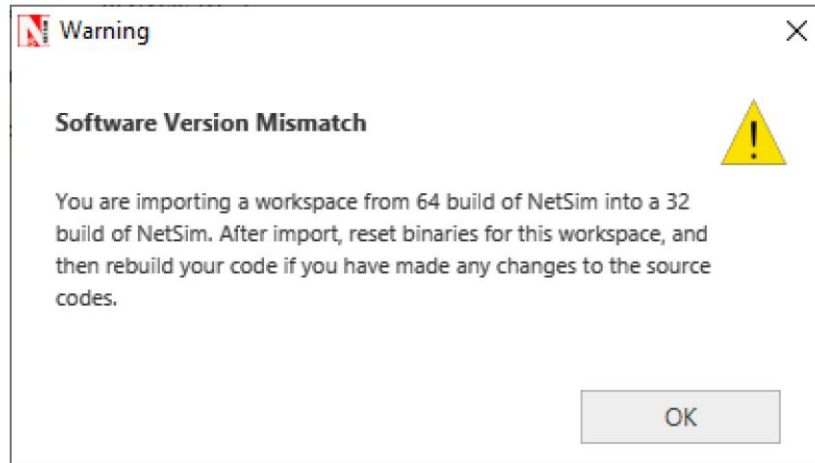 Warning
Software Version Mismatch
You are importing a workspace from 64 build of NetSim into a 32
build of NetSim. After import, reset binaries for this workspace, and
then rebuild your code if you have made any changes to the source
codes.
OK